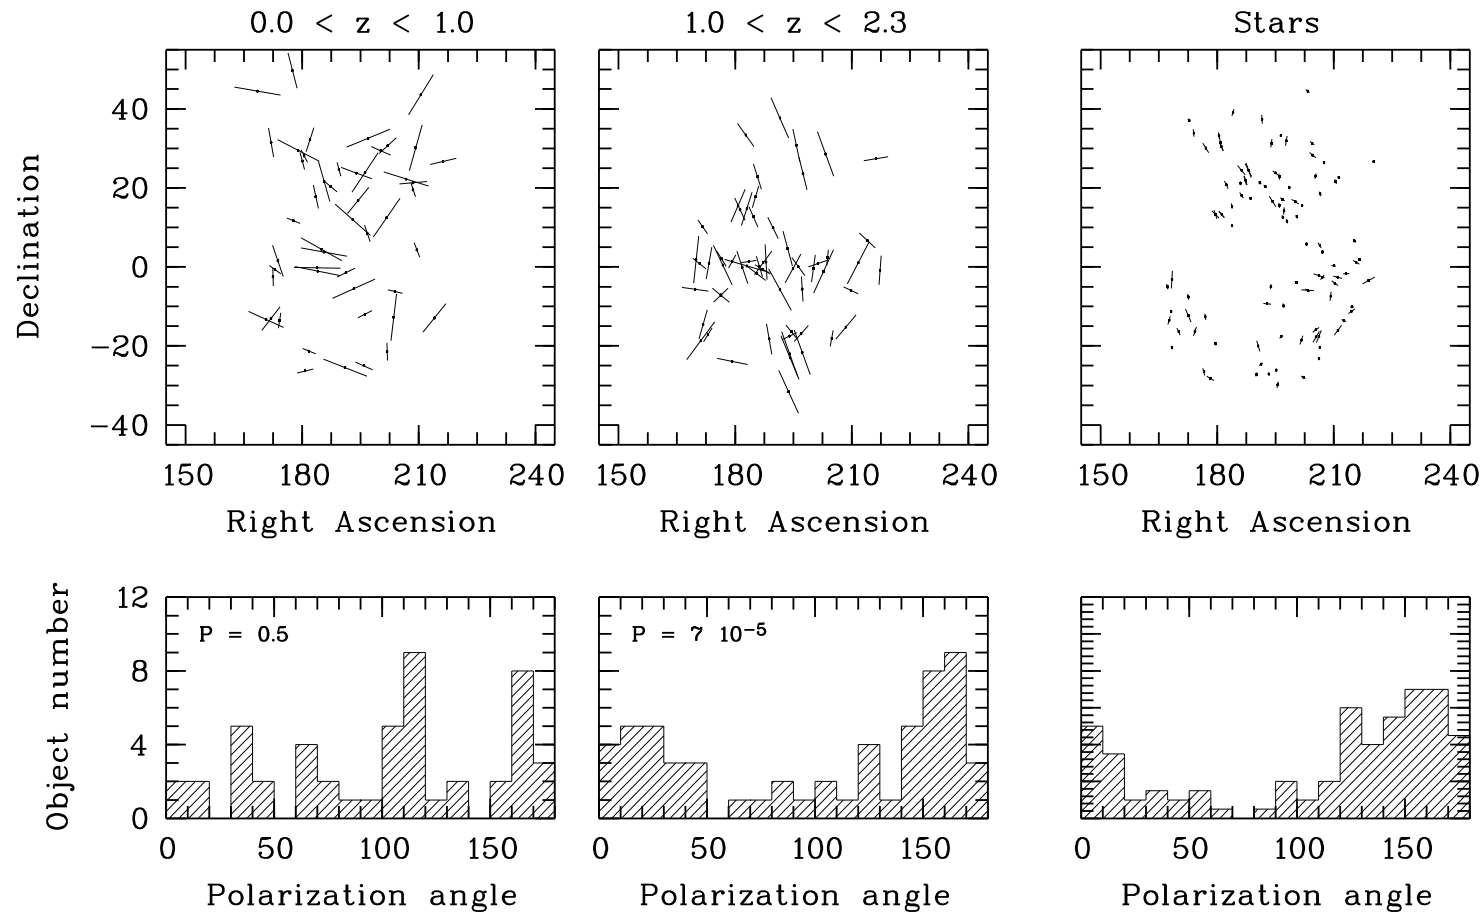 0.0 < z < 1.0
1.0 < z < 2.3
Stars
Declination
40
20
0
−20
−40
150 180 210 240
150 180 210 240
150 180 210 240
Right Ascension
Right Ascension
Right Ascension
Object number
12
8
4
0
P = 0.5
P = 7 10⁻⁵
0 50 100 150
0 50 100 150
0 50 100 150
Polarization angle
Polarization angle
Polarization angle